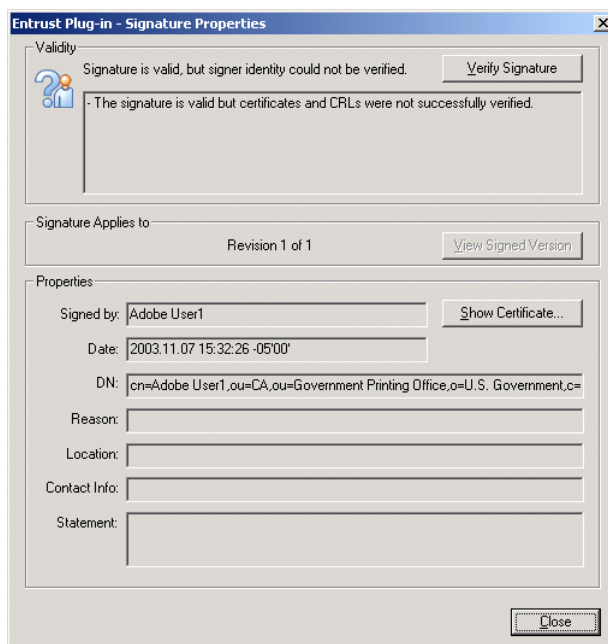 Entrust Plug-in - Signature Properties
Validity
Signature is valid, but signer identity could not be verified.
Verify Signature
- The signature is valid but certificates and CRLs were not successfully verified.
Signature Applies to
Revision 1 of 1
View Signed Version
Properties
Signed by: Adobe User1
Show Certificate...
Date: 2003.11.07 15:32:26 -05'00'
DN: cn=Adobe User1,ou=CA,ou=Government Printing Office,o=U.S. Government,c=
Reason:
Location:
Contact Info:
Statement:
Close